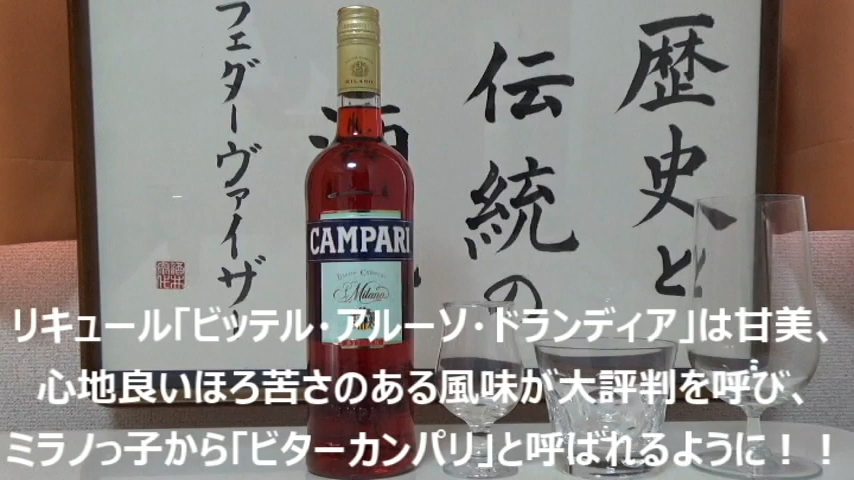 歴史と
伝統の
酒
フェダーヴァイザー
MILANO
CAMPARI
Milano
リキュール「ビッテル・アルーソ・ドランディア」は甘美、
心地良いほろ苦さのある風味が大評判を呼び、
ミラノっ子から「ビターカンパリ」と呼ばれるように！！